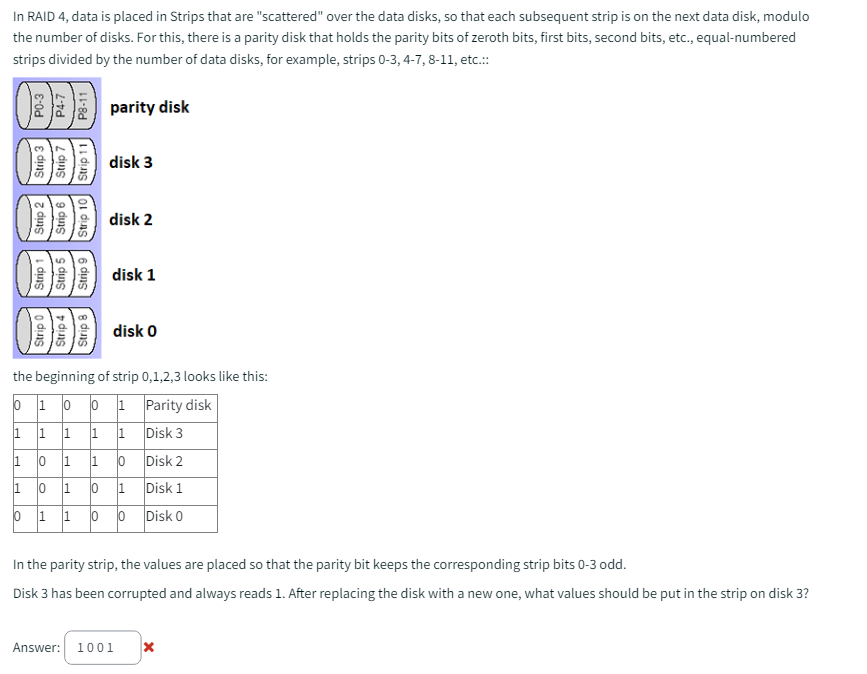 In RAID 4, data is placed in Strips that are "scattered" over the data disks, so that each subsequent strip is on the next data disk, modulo
the number of disks. For this, there is a parity disk that holds the parity bits of zeroth bits, first bits, second bits, etc., equal-numbered
strips divided by the number of data disks, for example, strips 0-3, 4-7, 8-11, etc.::
P0-3 P4-7 P8-11 parity disk
Strip 3 Strip 7 Strip 11 disk 3
Strip 2 Strip 6 Strip 10 disk 2
Strip 1 Strip 5 Strip 9 disk 1
Strip 0 Strip 4 Strip 8 disk 0
the beginning of strip 0,1,2,3 looks like this:
0 1 0 0 1 Parity disk
1 1 1 1 1 Disk 3
1 0 1 1 0 Disk 2
1 0 1 0 1 Disk 1
0 1 1 0 0 Disk 0
In the parity strip, the values are placed so that the parity bit keeps the corresponding strip bits 0-3 odd.
Disk 3 has been corrupted and always reads 1. After replacing the disk with a new one, what values should be put in the strip on disk 3?
Answer: 1 0 0 1